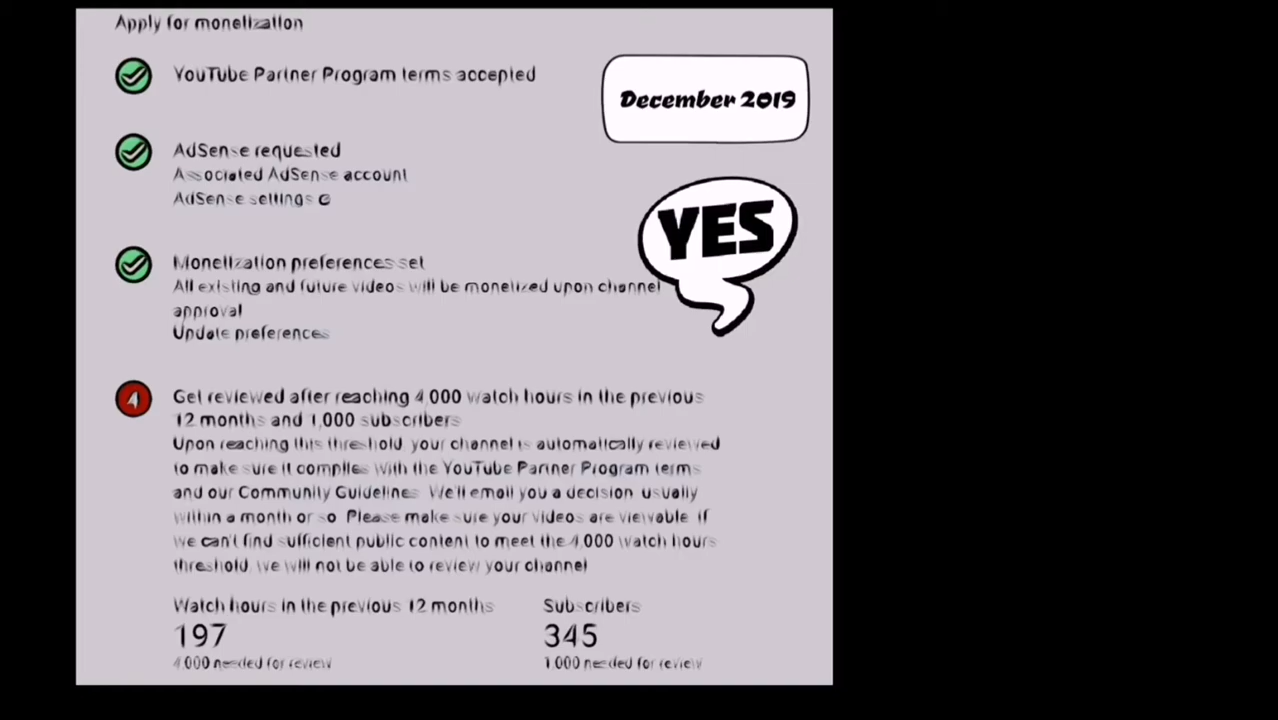 Apply for monetization
YouTube Partner Program terms accepted
December 2019
AdSense requested
Associated AdSense account
AdSense settings
YES
Monetization preferences set
All existing and future videos will be monetized upon channel
approval
Update preferences
4
Get reviewed after reaching 4,000 watch hours in the previous
12 months and 1,000 subscribers
Upon reaching this threshold, your channel is automatically reviewed
to make sure it complies with the YouTube Partner Program terms
and our Community Guidelines. We'll email you a decision, usually
within a month or so. Please make sure your videos are viewable. If
we can't find sufficient public content to meet the 4,000 watch hours
threshold, we will not be able to review your channel
Watch hours in the previous 12 months
Subscribers
197
345
4,000 needed for review
1,000 needed for review